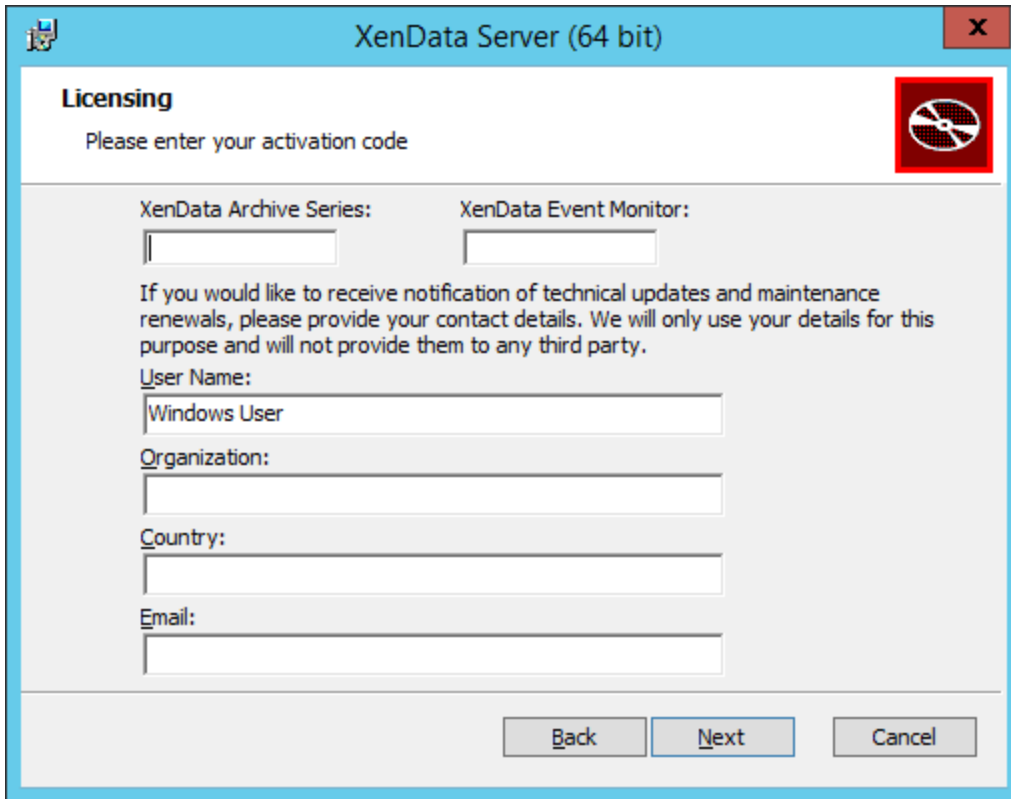 XenData Server (64 bit)
x
Licensing
Please enter your activation code
XenData Archive Series: XenData Event Monitor:
If you would like to receive notification of technical updates and maintenance
renewals, please provide your contact details. We will only use your details for this
purpose and will not provide them to any third party.
User Name:
Windows User
Organization:
Country:
Email:
Back Next Cancel